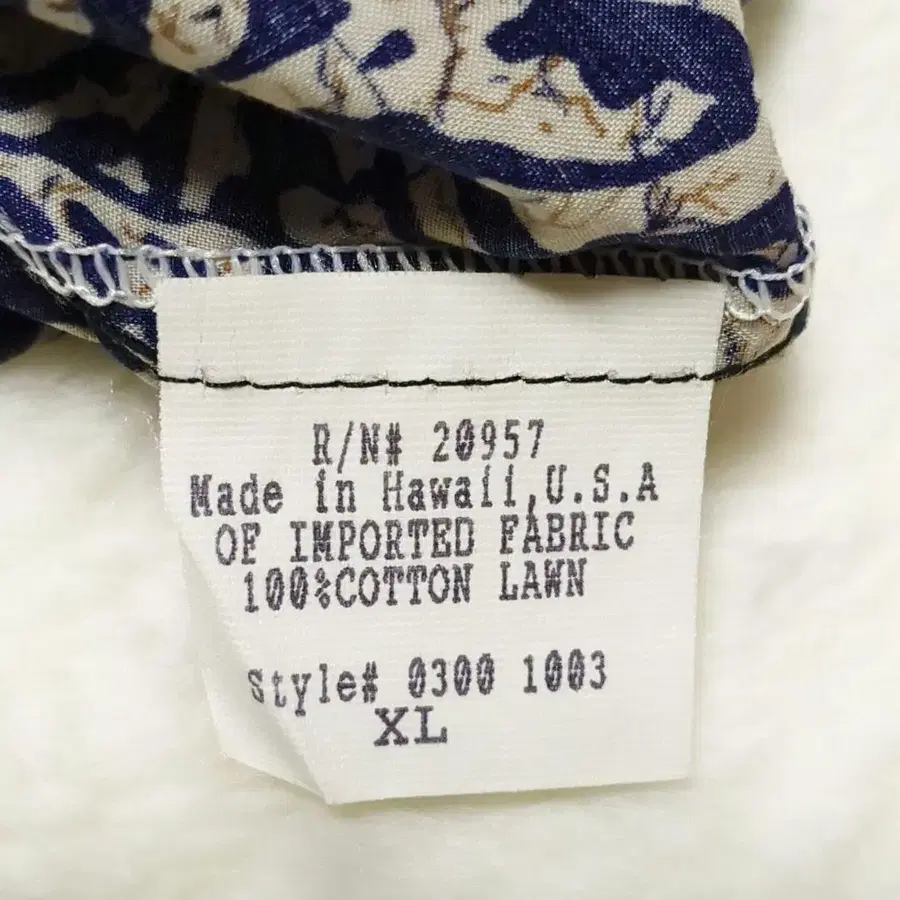 R/N# 20957
Made in Hawaii,U.S.A
OF IMPORTED FABRIC
100%COTTON LAWN
Style# 0300 1003
XL